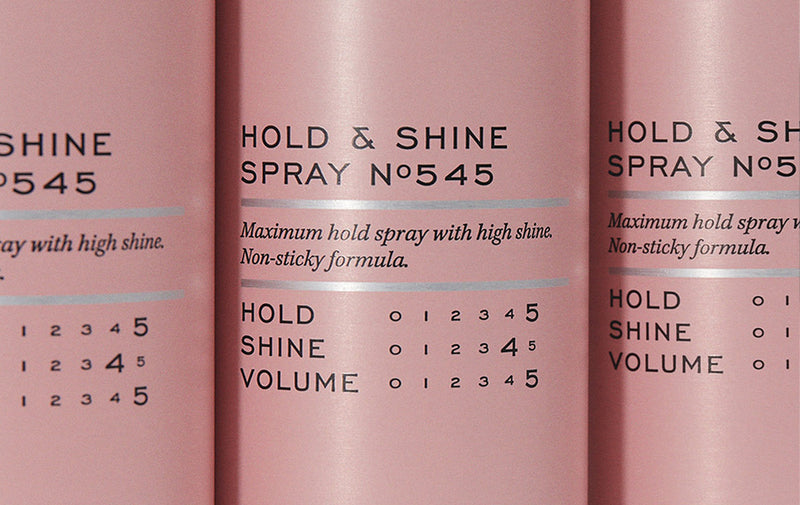 SHINE
º545
ay with high shine.
1 2 3 4 5
1 2 3 4 5
1 2 3 4 5
HOLD & SHINE
SPRAY Nº545
Maximum hold spray with high shine.
Non-sticky formula.
HOLD 0 1 2 3 4 5
SHINE 0 1 2 3 4 5
VOLUME 0 1 2 3 4 5
HOLD & SH
SPRAY Nº5
Maximum hold spray w
Non-sticky formula.
HOLD 0 1
SHINE 0 1
VOLUME 0 1